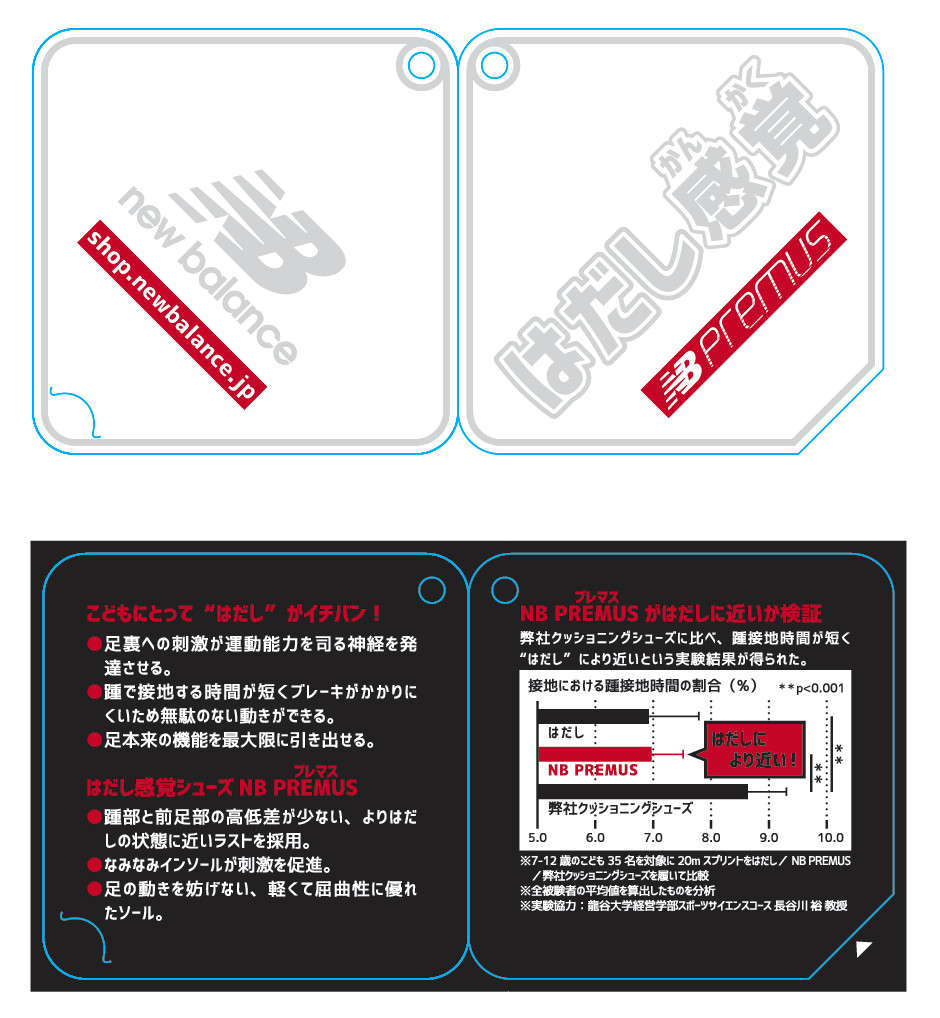 new balance
shop.newbalance.jp
かん かく
はだし感覚
NB PREMUS
こどもにとって“はだし”がイチバン！
●足裏への刺激が運動能力を司る神経を発
達させる。
●踵で接地する時間が短くブレーキがかかりに
くいため無駄のない動きができる。
●足本来の機能を最大限に引き出せる。
プレマス
はだし感覚シューズ NB PREMUS
●踵部と前足部の高低差が少ない、よりはだ
しの状態に近いラストを採用。
●なみなみインソールが刺激を促進。
●足の動きを妨げない、軽くて屈曲性に優れ
たソール。
プレマス
NB PREMUS がはだしに近いか検証
弊社クッショニングシューズに比べ、踵接地時間が短く
“はだし”により近いという実験結果が得られた。
接地における踵接地時間の割合（％） **p<0.001
はだし
はだしに
より近い！
NB PREMUS
**
**
弊社クッショニングシューズ
5.0 6.0 7.0 8.0 9.0 10.0
※7-12 歳のこども 35 名を対象に 20m スプリントをはだし／ NB PREMUS
／弊社クッショニングシューズを履いて比較
※全被験者の平均値を算出したものを分析
※実験協力：龍谷大学経営学部スポーツサイエンスコース 長谷川 裕 教授